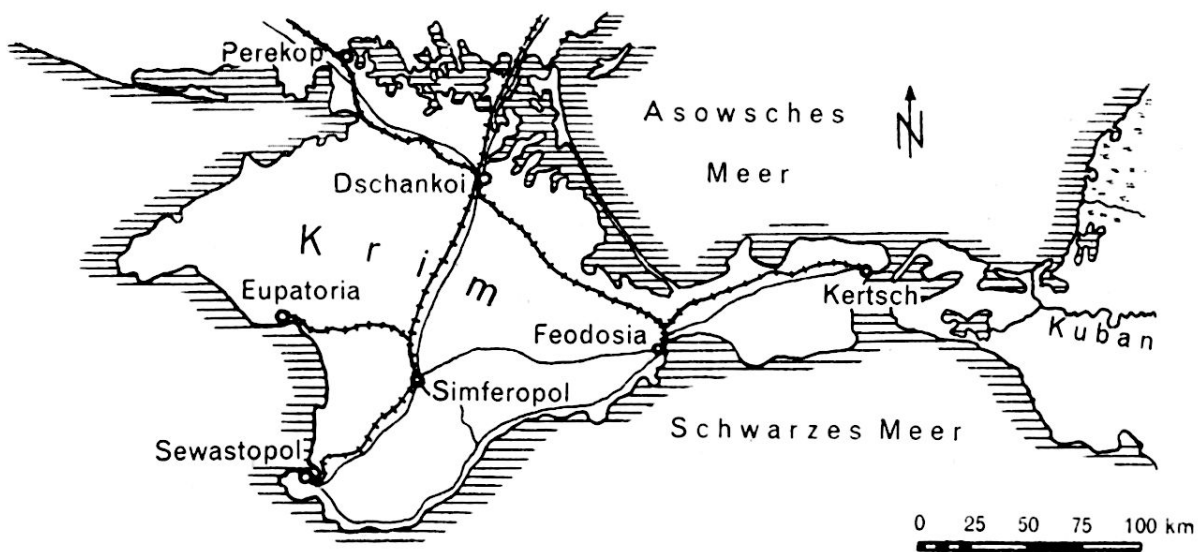 Perekop
Asowsches
N
Meer
Dschankoi
Krim
Eupatoria
Kertsch
Feodosia
Kuban
Simferopol
Schwarzes Meer
Sewastopol
0 25 50 75 100 km